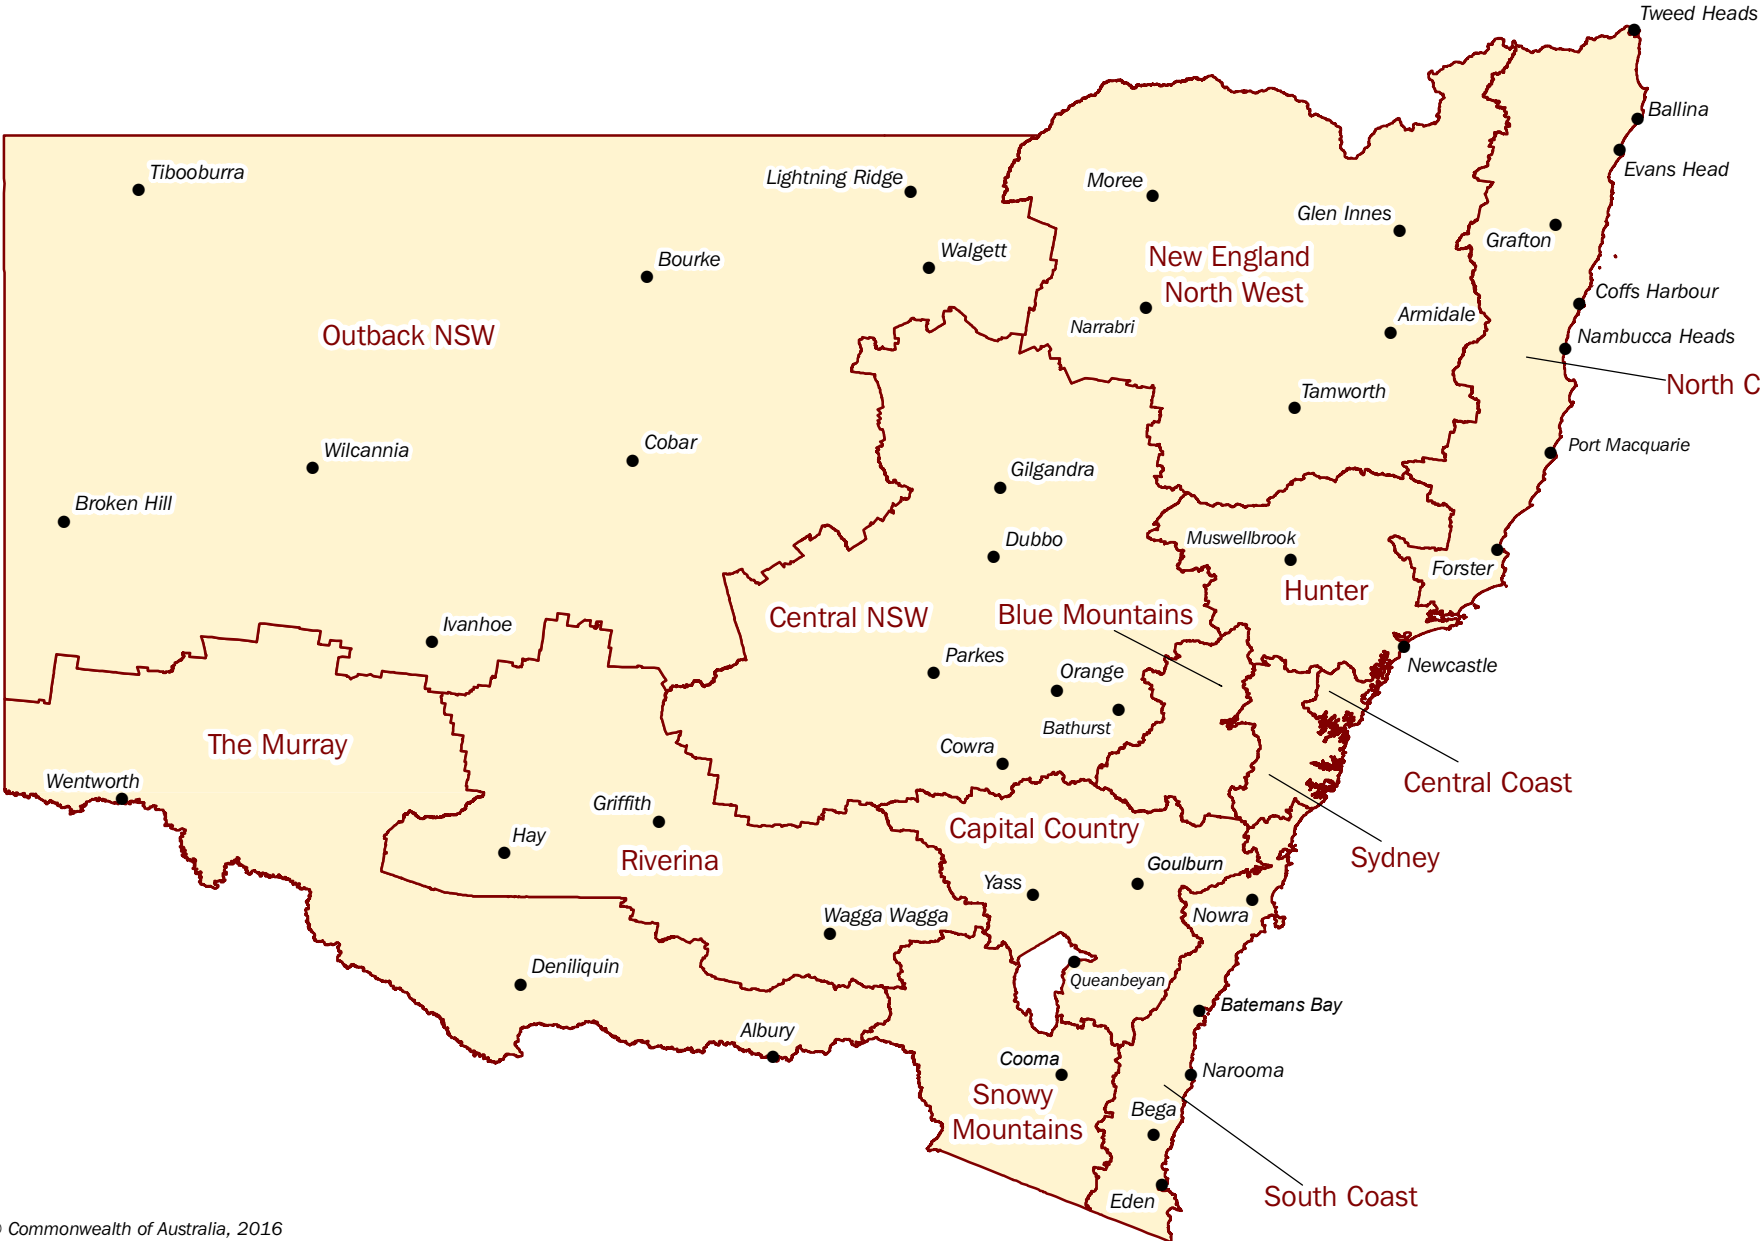 Tweed Heads
Ballina
Evans Head
Tibooburra
Lightning Ridge
Moree
Glen Innes
Grafton
Bourke
Walgett
New England
North West
Coffs Harbour
Outback NSW
Narrabri
Armidale
Nambucca Heads
North C
Tamworth
Wilcannia
Cobar
Port Macquarie
Gilgandra
Broken Hill
Dubbo
Muswellbrook
Forster
Hunter
Central NSW
Blue Mountains
Ivanhoe
Parkes
Orange
Newcastle
Bathurst
The Murray
Cowra
Wentworth
Central Coast
Griffith
Hay
Riverina
Capital Country
Sydney
Goulburn
Yass
Wagga Wagga
Nowra
Deniliquin
Queanbeyan
Batemans Bay
Albury
Cooma
Narooma
Snowy
Mountains
Bega
Eden
South Coast
Commonwealth of Australia, 2016